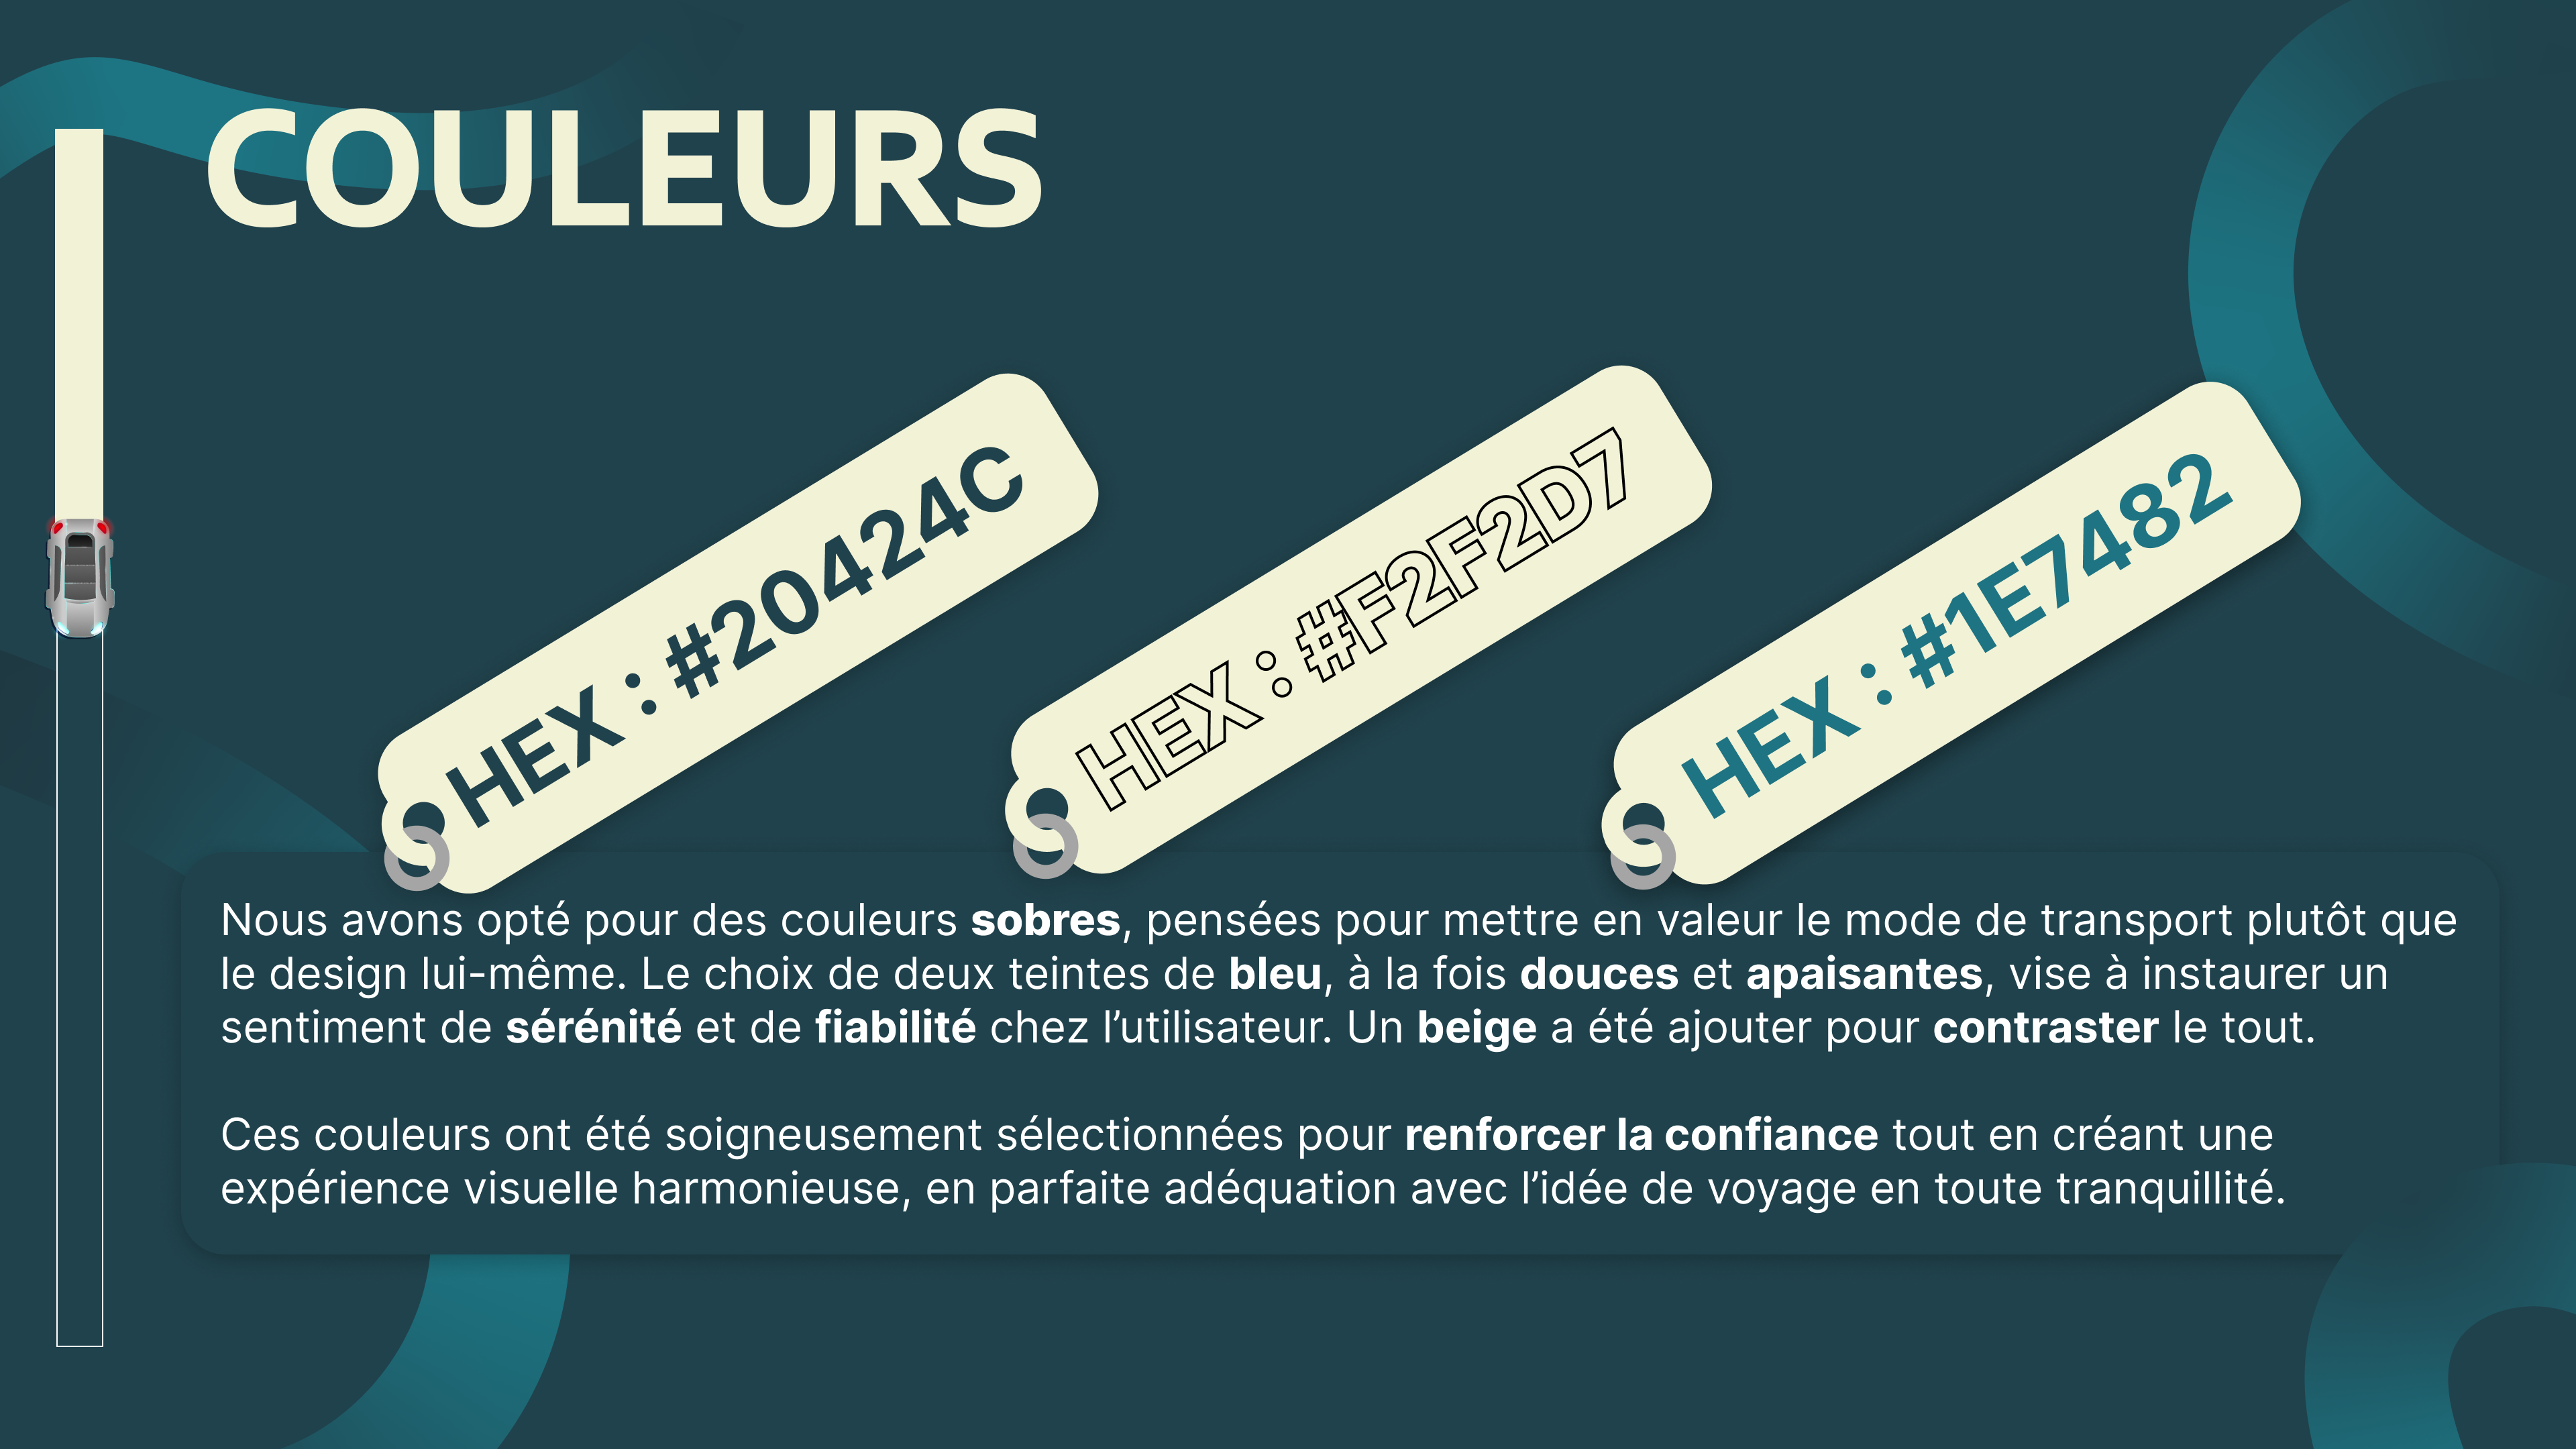 COULEURS
HEX : #20424C
HEX : #F2F2D7
HEX : #1E7482
Nous avons opté pour des couleurs sobres, pensées pour mettre en valeur le mode de transport plutôt que
le design lui-même. Le choix de deux teintes de bleu, à la fois douces et apaisantes, vise à instaurer un
sentiment de sérénité et de fiabilité chez l’utilisateur. Un beige a été ajouter pour contraster le tout.
Ces couleurs ont été soigneusement sélectionnées pour renforcer la confiance tout en créant une
expérience visuelle harmonieuse, en parfaite adéquation avec l’idée de voyage en toute tranquillité.